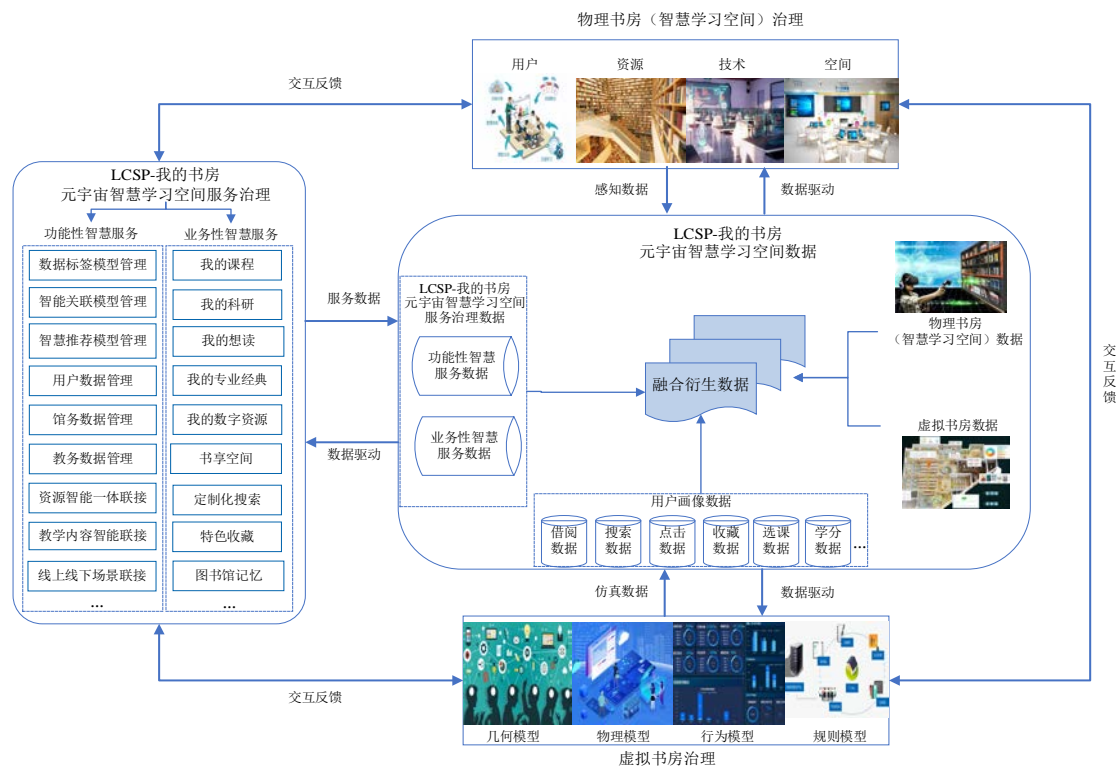 物理书房（智慧学习空间）治理
用户
资源
技术
空间
交互反馈
LCSP-我的书房
元宇宙智慧学习空间服务治理
功能性智慧服务
业务性智慧服务
数据标签模型管理
智能关联模型管理
智慧推荐模型管理
用户数据管理
馆务数据管理
教务数据管理
资源智能一体联接
教学内容智能联接
线上线下场景联接
...
我的课程
我的科研
我的想读
我的专业经典
我的数字资源
书享空间
定制化搜索
特色收藏
图书馆记忆
...
感知数据
数据驱动
服务数据
数据驱动
LCSP-我的书房
元宇宙智慧学习空间数据
LCSP-我的书房
元宇宙智慧学习空间
服务治理数据
功能性智慧
服务数据
业务性智慧
服务数据
融合衍生数据
物理书房
（智慧学习空间）数据
虚拟书房数据
用户画像数据
借阅
数据
搜索
数据
点击
数据
收藏
数据
选课
数据
学分
数据
...
交互反馈
仿真数据
数据驱动
交互反馈
几何模型
物理模型
行为模型
规则模型
虚拟书房治理